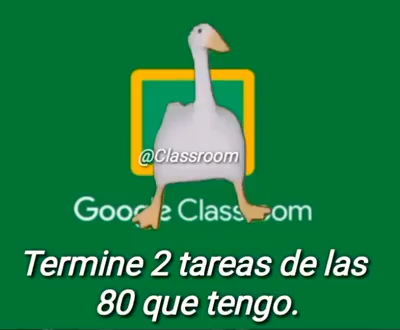 @Classroom
Google Classroom
Termine 2 tareas de las
80 que tengo.